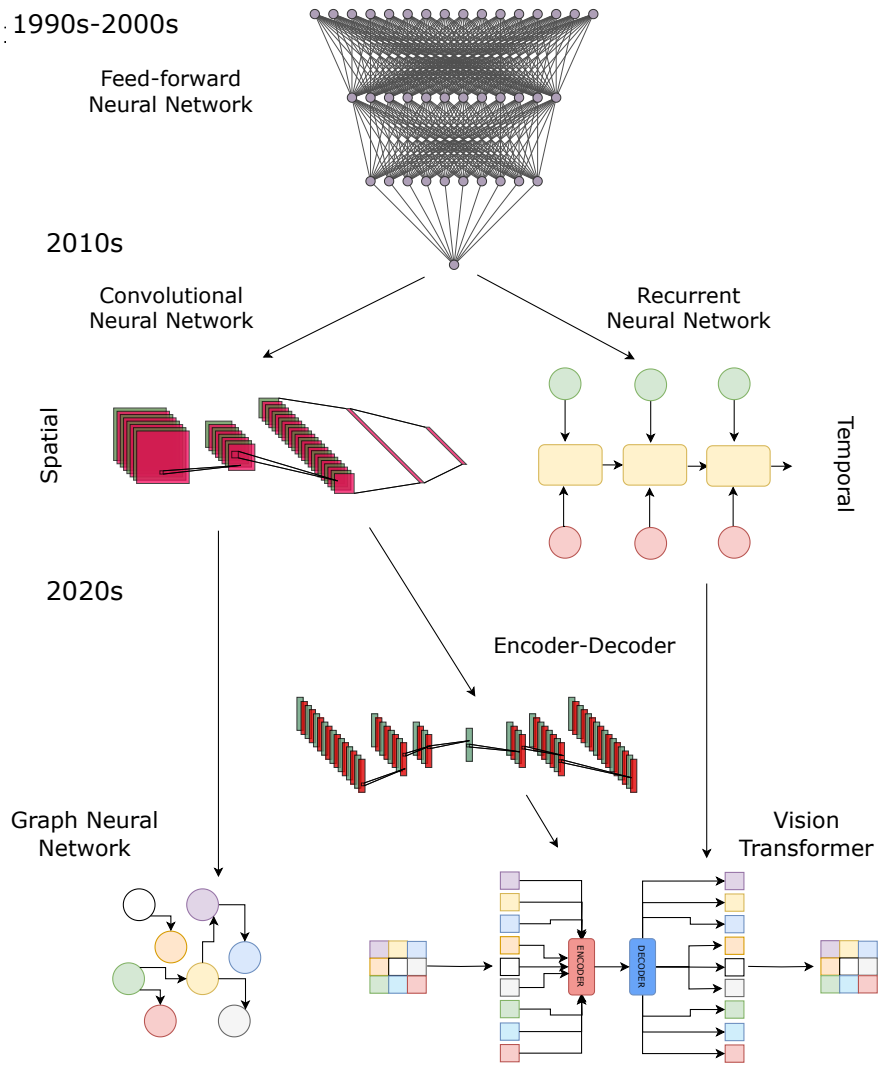 1990s-2000s
Feed-forward
Neural Network
2010s
Convolutional
Neural Network
Recurrent
Neural Network
Spatial
Temporal
2020s
Encoder-Decoder
Graph Neural
Network
Vision
Transformer
ENCODER
DECODER